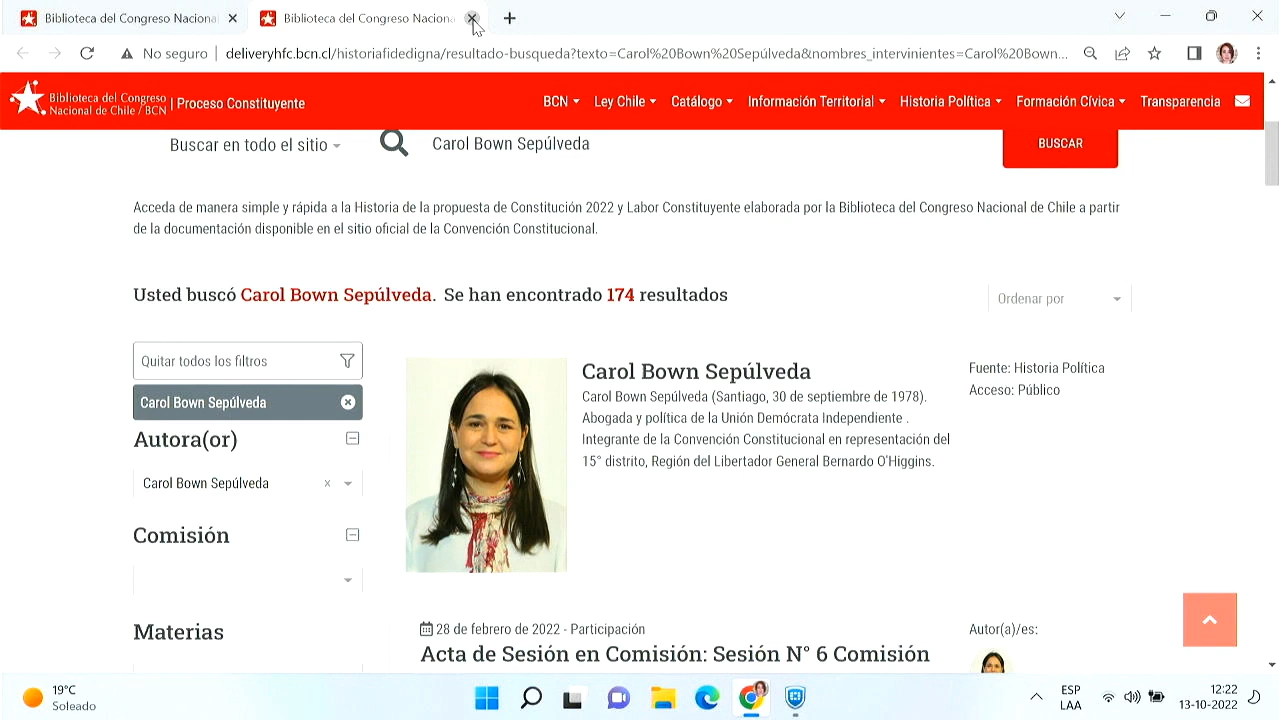 Biblioteca del Congreso Naciona
Biblioteca del Congreso Naciona
No seguro
deliveryhfc.bcn.cl/historiafidedigna/resultado-busqueda?texto=Carol%20Bown%20Sepúlveda&nombres_intervinientes=Carol%20Bown...
Biblioteca del Congreso
Nacional de Chile / BCN
| Proceso Constituyente
BCN
Ley Chile
Catálogo
Información Territorial
Historia Política
Formación Cívica
Transparencia
Buscar en todo el sitio
Carol Bown Sepúlveda
BUSCAR
Acceda de manera simple y rápida a la Historia de la propuesta de Constitución 2022 y Labor Constituyente elaborada por la Biblioteca del Congreso Nacional de Chile a partir
de la documentación disponible en el sitio oficial de la Convención Constitucional.
Usted buscó Carol Bown Sepúlveda. Se han encontrado 174 resultados
Ordenar por
Quitar todos los filtros
Carol Bown Sepúlveda
Autora(or)
Carol Bown Sepúlveda
x
Comisión
Materias
Carol Bown Sepúlveda
Carol Bown Sepúlveda (Santiago, 30 de septiembre de 1978).
Abogada y política de la Unión Demócrata Independiente .
Integrante de la Convención Constitucional en representación del
15° distrito, Región del Libertador General Bernardo O'Higgins.
Fuente: Historia Política
Acceso: Público
28 de febrero de 2022 - Participación
Acta de Sesión en Comisión: Sesión N° 6 Comisión
Autor(a)/es:
19°C
Soleado
ESP
LAA
12:22
13-10-2022